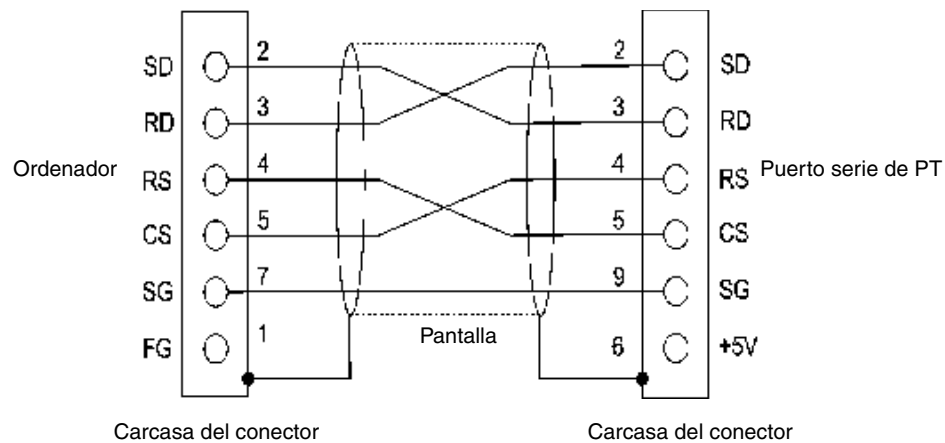 SD 2 2 SD
RD 3 3 RD
Ordenador RS 4 4 RS Puerto serie de PT
CS 5 5 CS
SG 7 9 SG
Pantalla
FG 1 6 +5V
Carcasa del conector Carcasa del conector